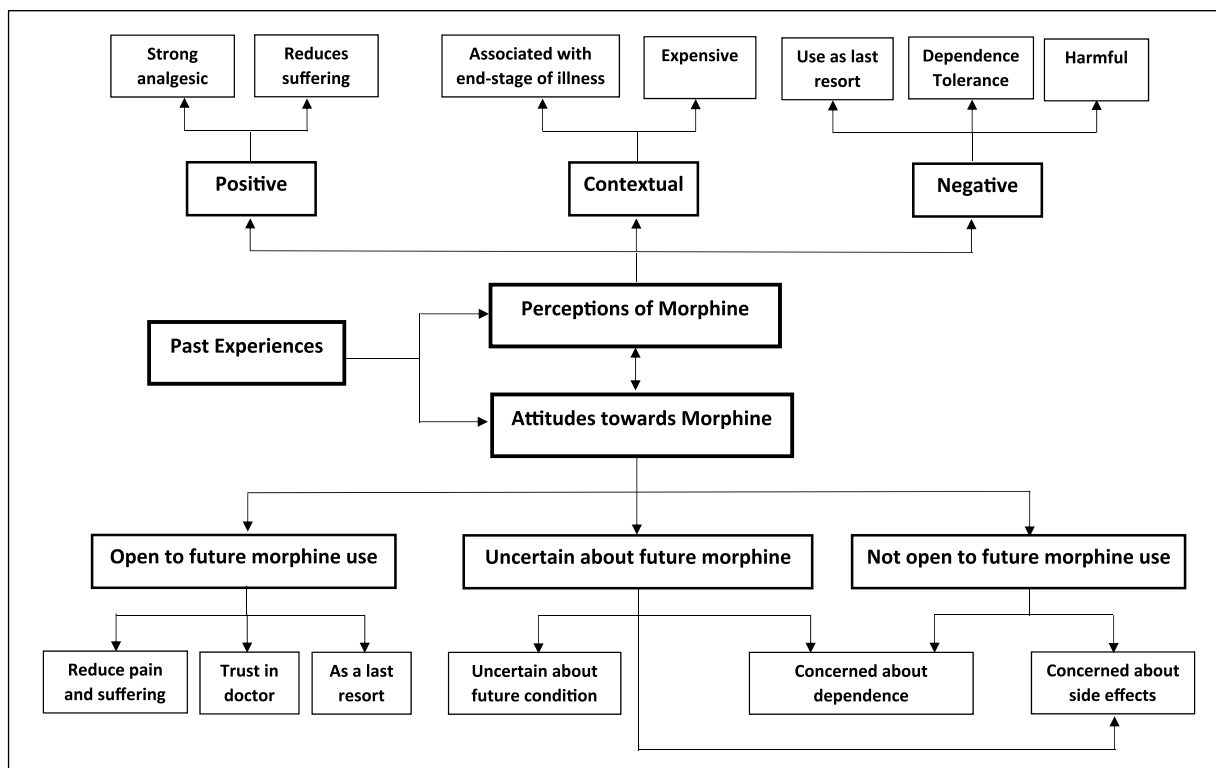 Strong
analgesic
Reduces
suffering
Associated with
end-stage of illness
Expensive
Use as last
resort
Dependence
Tolerance
Harmful
Positive
Contextual
Negative
Perceptions of Morphine
Past Experiences
Attitudes towards Morphine
Open to future morphine use
Uncertain about future morphine
Not open to future morphine use
Reduce pain
and suffering
Trust in
doctor
As a last
resort
Uncertain about
future condition
Concerned about
dependence
Concerned about
side effects